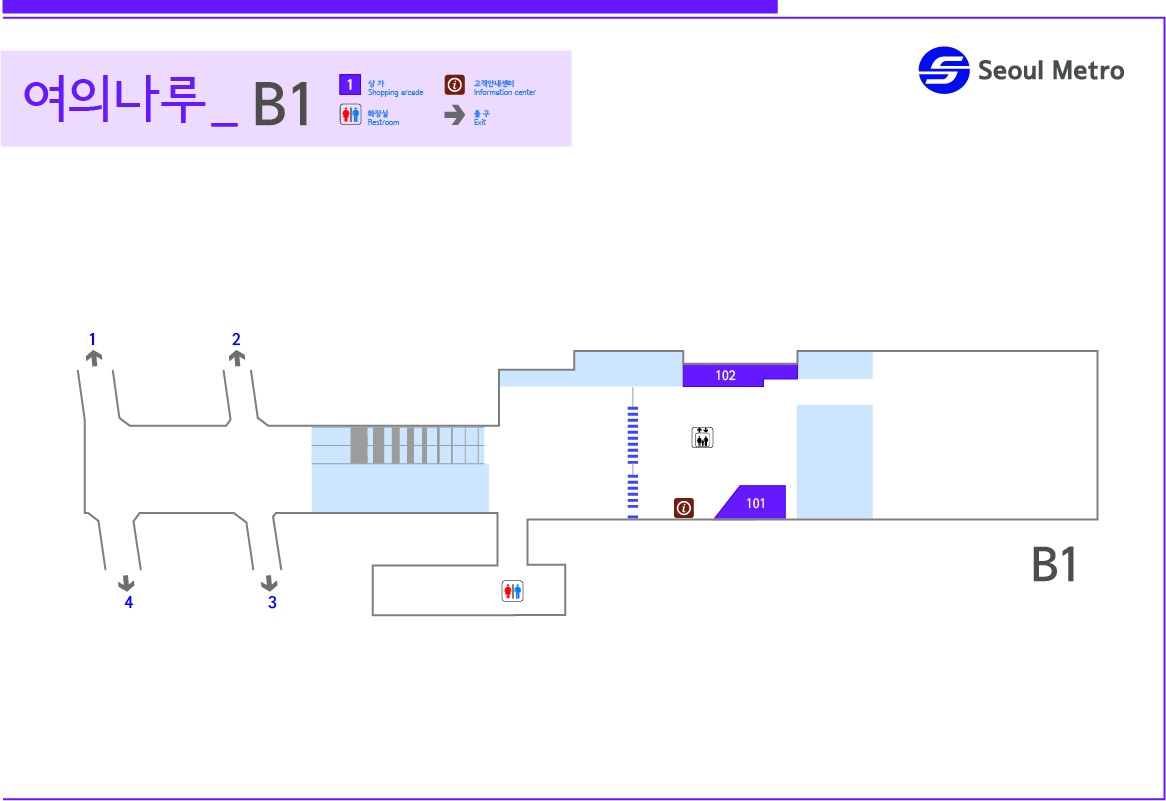 여의나루_ B1
1 상 가
Shopping arcade
고객안내센터
Information center
화장실
Restroom
출 구
Exit
Seoul Metro
1
2
102
101
4
3
B1